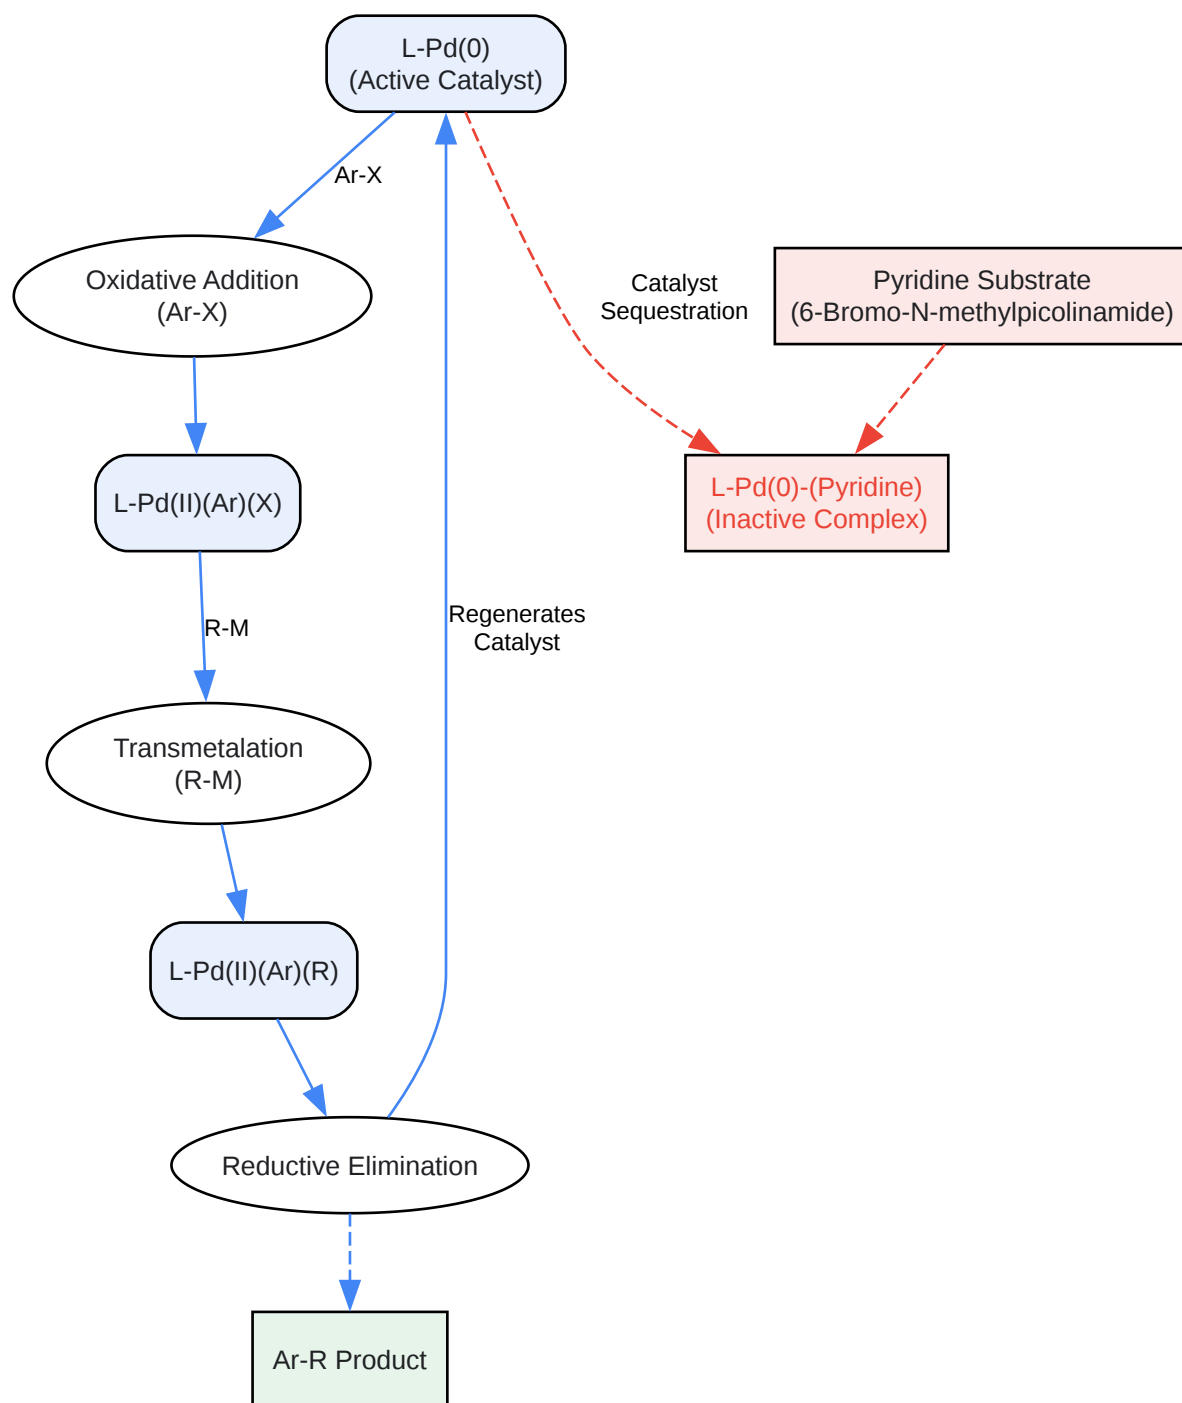 L-Pd(0)
(Active Catalyst)
Ar-X
Oxidative Addition
(Ar-X)
Catalyst
Sequestration
Pyridine Substrate
(6-Bromo-N-methylpicolinamide)
L-Pd(II)(Ar)(X)
L-Pd(0)-(Pyridine)
(Inactive Complex)
R-M
Regenerates
Catalyst
Transmetalation
(R-M)
L-Pd(II)(Ar)(R)
Reductive Elimination
Ar-R Product